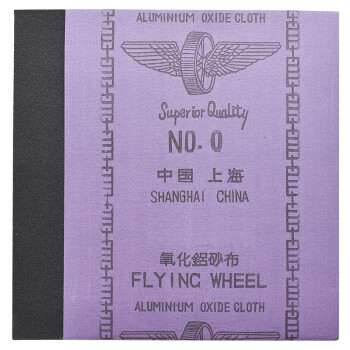 ALUMINIUM OXIDE CLOTH
Superior Quality
NO. 0
中国 上海
SHANGHAI CHINA
氧化鋁砂布
FLYING WHEEL
ALUMINIUM OXIDE CLOTH